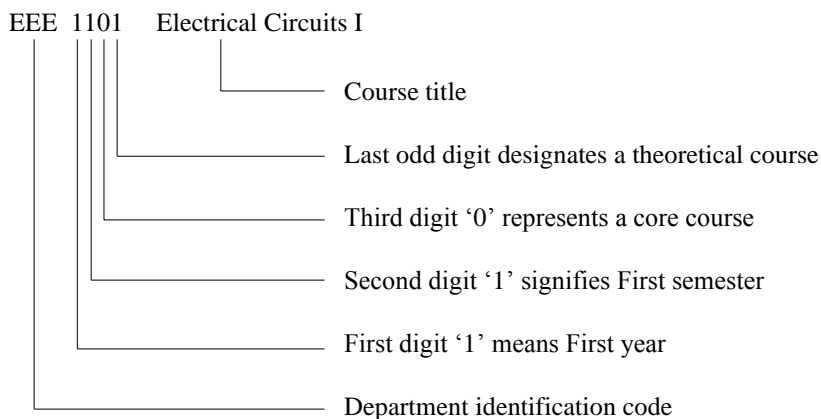 EEE 1101 Electrical Circuits I
Course title
Last odd digit designates a theoretical course
Third digit ‘0’ represents a core course
Second digit ‘1’ signifies First semester
First digit ‘1’ means First year
Department identification code